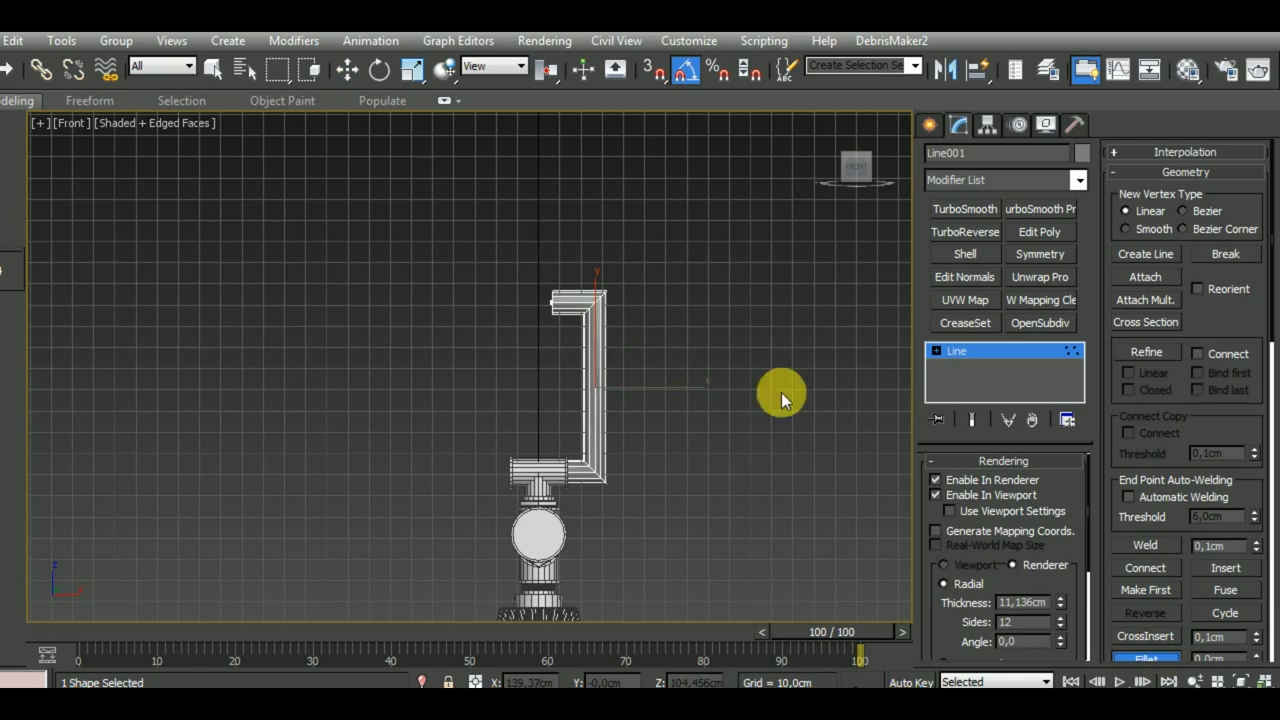 Edit Tools Group Views Create Modifiers Animation Graph Editors Rendering Civil View Customize Scripting Help DebrisMaker2
All View 3 % ABC Create Selection Se
deling Freeform Selection Object Paint Populate
[+] [Front] [Shaded + Edged Faces]
FRONT
y
x
z
Line001
Modifier List
TurboSmooth urboSmooth Pr
TurboReverse Edit Poly
Shell Symmetry
Edit Normals Unwrap Pro
UVW Map W Mapping Cle
CreaseSet OpenSubdiv
+ Line
- Rendering
Enable In Renderer
Enable In Viewport
Use Viewport Settings
Generate Mapping Coords.
Real-World Map Size
Viewport Renderer
Radial
Thickness: 11,136cm
Sides: 12
Angle: 0,0
+ Interpolation
- Geometry
New Vertex Type
Linear Bezier
Smooth Bezier Corner
Create Line Break
Attach
Reorient
Attach Mult.
Cross Section
Refine Connect
Linear Bind first
Closed Bind last
Connect Copy
Connect
Threshold 0,1cm
End Point Auto-Welding
Automatic Welding
Threshold 6,0cm
Weld 0,1cm
Connect Insert
Make First Fuse
Reverse Cycle
CrossInsert 0,1cm
Fillet 0,0cm
< 100 / 100 >
0 10 20 30 40 50 60 70 80 90 100
1 Shape Selected X: 139,37cm Y: -0,0cm Z: 104,456cm Grid = 10,0cm Auto Key Selected